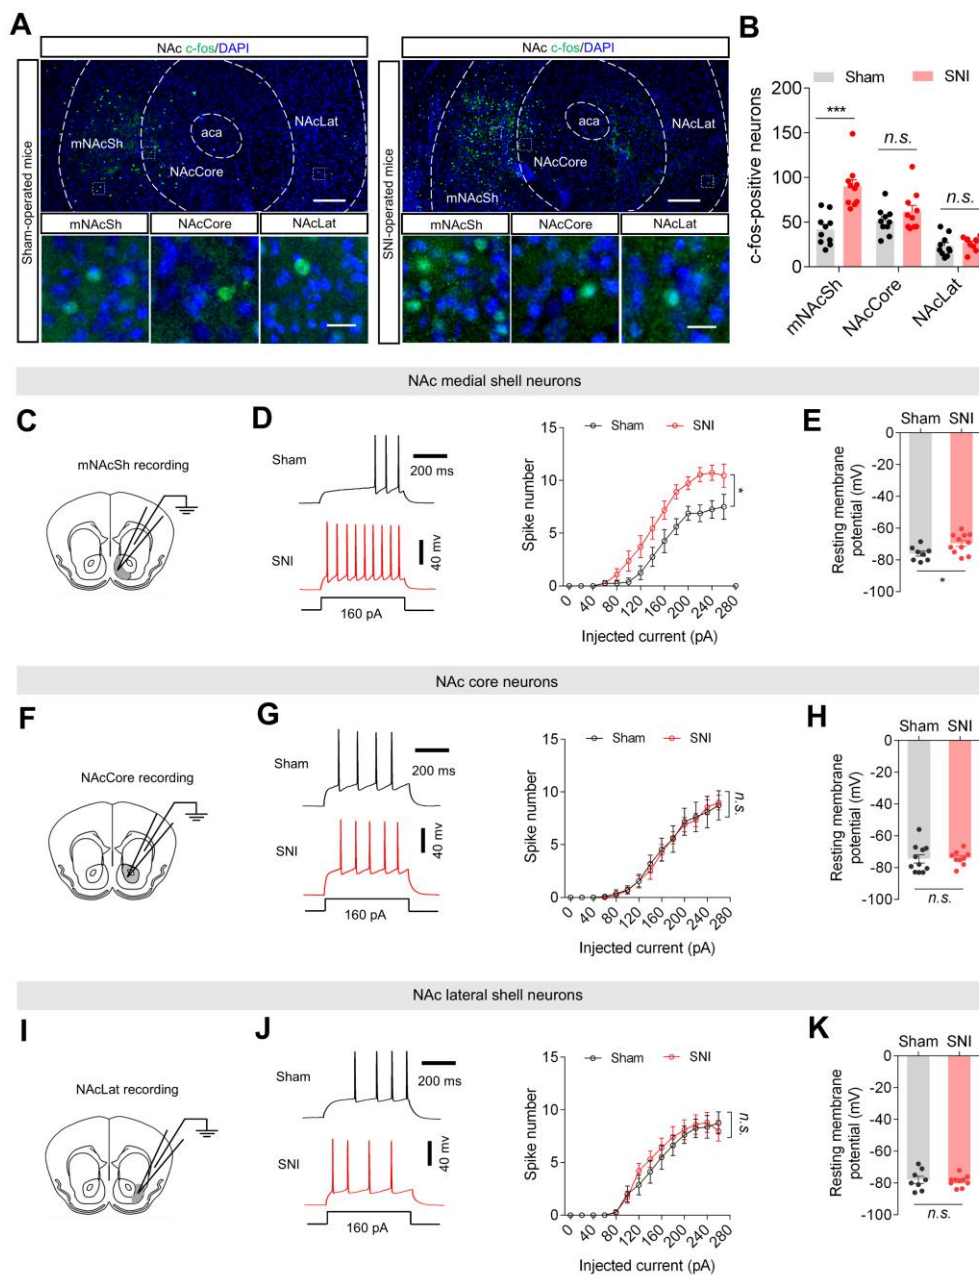 A
NAc c-fos/DAPI
NAc c-fos/DAPI
Sham-operated mice
mNAcSh
NAcCore
aca
NAcLat
mNAcSh
NAcCore
NAcLat
SNI-operated mice
mNAcSh
NAcCore
aca
NAcLat
mNAcSh
NAcCore
NAcLat
B
Sham
SNI
c-fos-positive neurons
200
150
100
50
0
***
n.s.
n.s.
mNAcSh
NAcCore
NAcLat
NAc medial shell neurons
C
mNAcSh recording
D
Sham
200 ms
SNI
40 mv
160 pA
Sham
SNI
Spike number
15
10
5
0
*
0
40
80
120
160
200
240
280
Injected current (pA)
E
Sham
SNI
Resting membrane
potential (mV)
0
-20
-40
-60
-80
-100
*
NAc core neurons
F
NAcCore recording
G
Sham
200 ms
SNI
40 mv
160 pA
Sham
SNI
Spike number
15
10
5
0
n.s.
0
40
80
120
160
200
240
280
Injected current (pA)
H
Sham
SNI
Resting membrane
potential (mV)
0
-20
-40
-60
-80
-100
n.s.
NAc lateral shell neurons
I
NAcLat recording
J
Sham
200 ms
SNI
40 mv
160 pA
Sham
SNI
Spike number
15
10
5
0
n.s.
0
40
80
120
160
200
240
280
Injected current (pA)
K
Sham
SNI
Resting membrane
potential (mV)
0
-20
-40
-60
-80
-100
n.s.